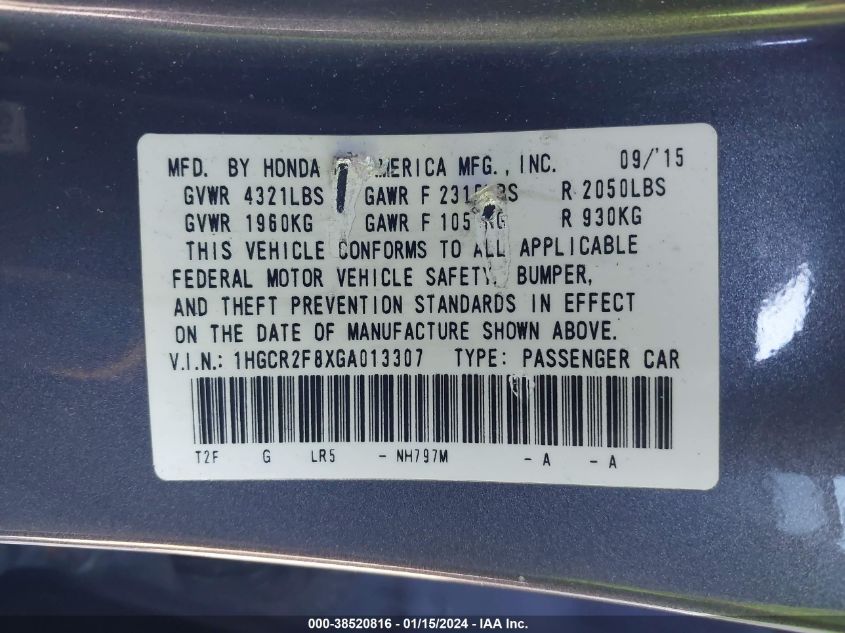 MFD. BY HONDA MFG., INC. 09/'15
GVWR 4321LBS GAWR F R 2050LBS
GVWR 1960KG GAWR F R 930KG
THIS VEHICLE CONFORMS TO ALL APPLICABLE
FEDERAL MOTOR VEHICLE SAFETY, BUMPER,
AND THEFT PREVENTION STANDARDS IN EFFECT
ON THE DATE OF MANUFACTURE SHOWN ABOVE.
V.I.N.: 1HGCR2F8XGA013307 TYPE: PASSENGER CAR
T2F G LR5 - NH797M - A - A
000-38520816 - 01/15/2024 - IAA Inc.